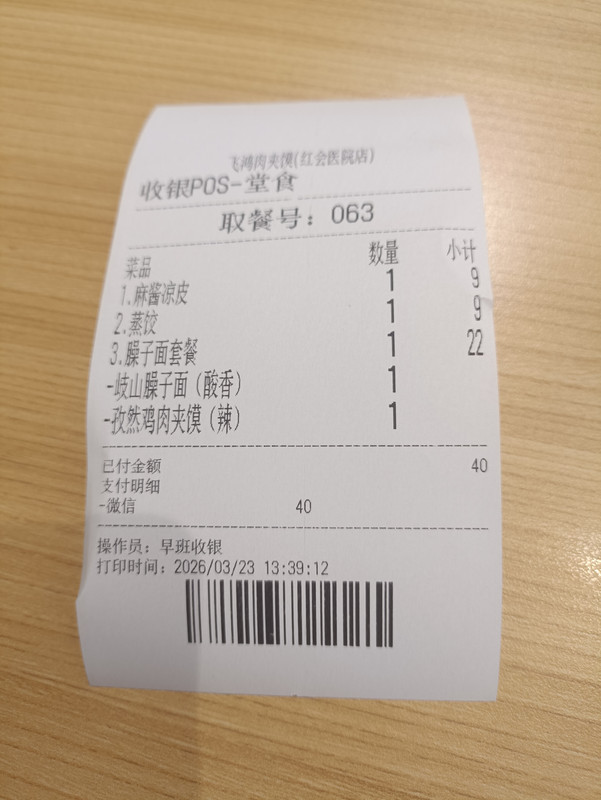 飞鸿肉夹馍(红会医院店)
收银POS-堂食
取餐号：063
菜品 数量 小计
1.麻酱凉皮 1 9
2.蒸饺 1 9
3.臊子面套餐 1 22
-岐山臊子面（酸香） 1
-孜然鸡肉夹馍（辣） 1
已付金额 40
支付明细
-微信 40
操作员：早班收银
打印时间：2026/03/23 13:39:12